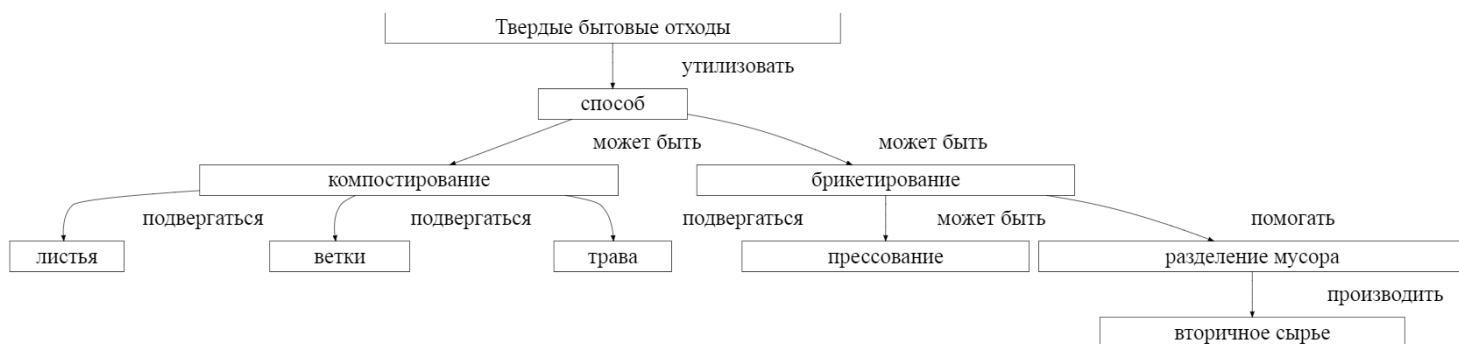 Твердые бытовые отходы
утилизовать
способ
может быть может быть
компостирование брикетирование
подвергаться подвергаться подвергаться может быть помогать
листья ветки трава прессование разделение мусора
производить
вторичное сырье